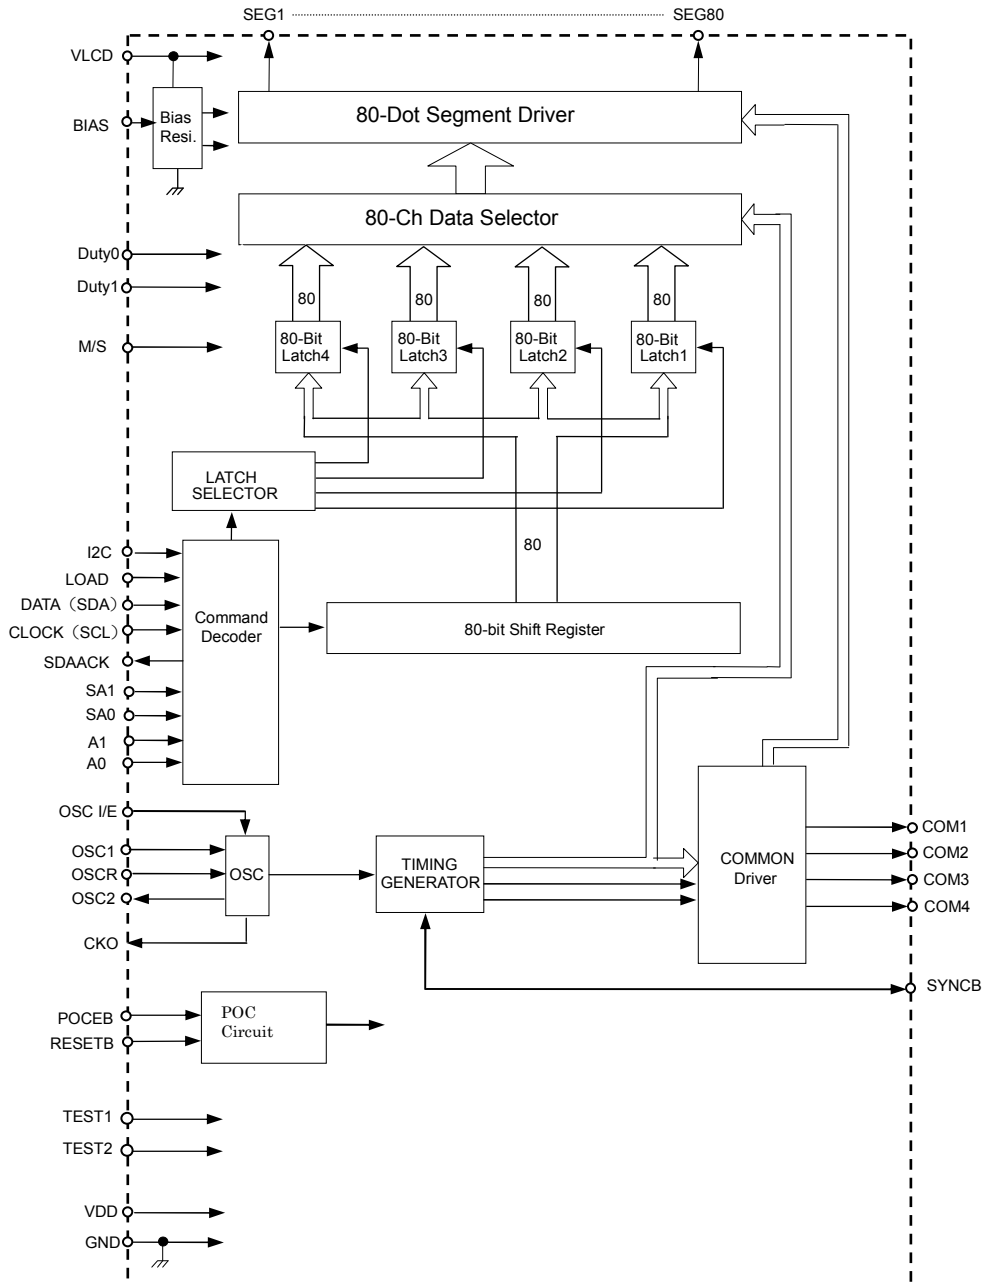 SEG1
SEG80
VLCD
BIAS
Bias
Resi.
80-Dot Segment Driver
80-Ch Data Selector
Duty0
Duty1
M/S
80
80
80
80
80-Bit
Latch4
80-Bit
Latch3
80-Bit
Latch2
80-Bit
Latch1
LATCH
SELECTOR
80
I2C
LOAD
DATA（SDA）
CLOCK（SCL）
SDAACK
SA1
SA0
A1
A0
Command
Decoder
80-bit Shift Register
OSC I/E
OSC1
OSCR
OSC2
CKO
OSC
TIMING
GENERATOR
COMMON
Driver
COM1
COM2
COM3
COM4
SYNCB
POCEB
RESETB
POC
Circuit
TEST1
TEST2
VDD
GND